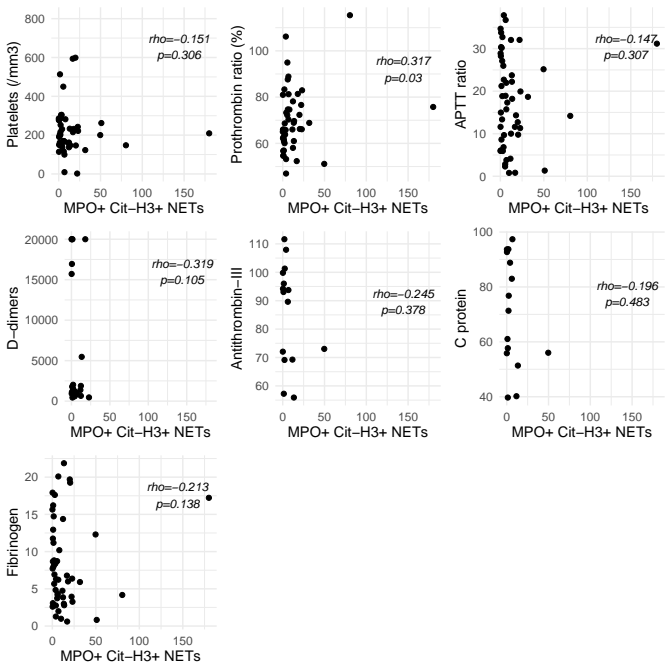 Platelets (/mm3)
800
600
400
200
0
0 50 100 150
MPO+ Cit−H3+ NETs
rho=−0.151
p=0.306
Prothrombin ratio (%)
100
80
60
0 50 100 150
MPO+ Cit−H3+ NETs
rho=0.317
p=0.03
APTT ratio
30
20
10
0
0 50 100 150
MPO+ Cit−H3+ NETs
rho=−0.147
p=0.307
D−dimers
20000
15000
10000
5000
0
0 50 100 150
MPO+ Cit−H3+ NETs
rho=−0.319
p=0.105
Antithrombin−III
110
100
90
80
70
60
0 50 100 150
MPO+ Cit−H3+ NETs
rho=−0.245
p=0.378
C protein
100
80
60
40
0 50 100 150
MPO+ Cit−H3+ NETs
rho=−0.196
p=0.483
Fibrinogen
20
15
10
5
0
0 50 100 150
MPO+ Cit−H3+ NETs
rho=−0.213
p=0.138